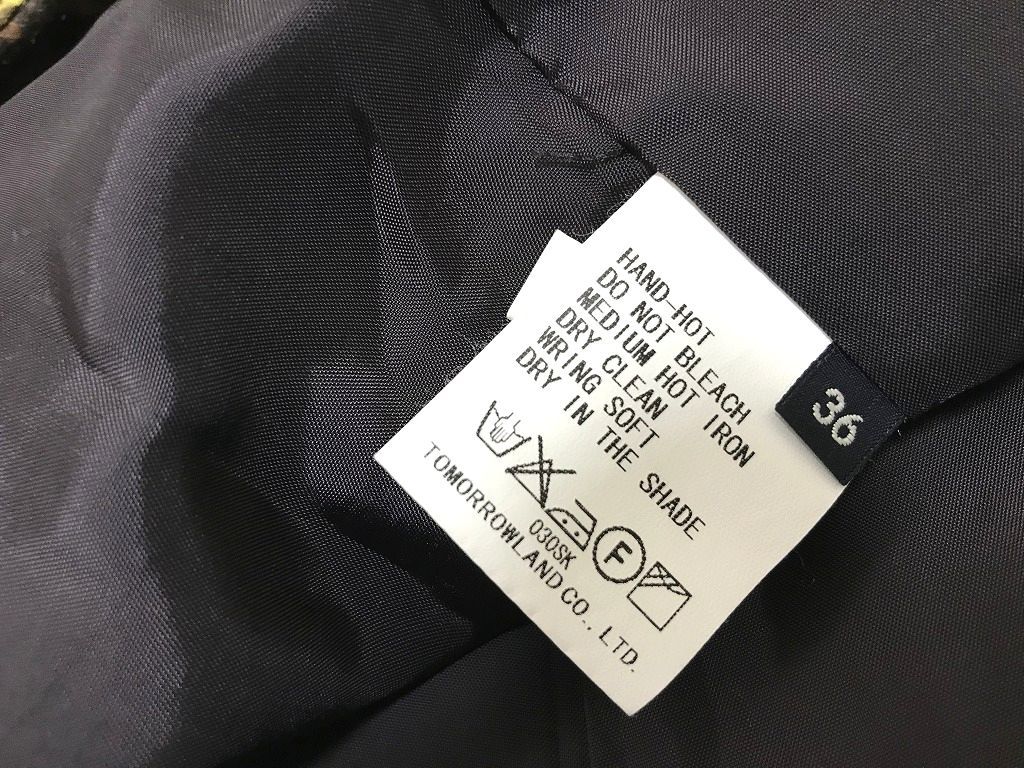 HAND-HOT
DO NOT BLEACH
MEDIUM HOT IRON
DRY CLEAN
WRING SOFT
DRY IN THE SHADE
F
030SK
TOMORROWLAND CO., LTD.
36